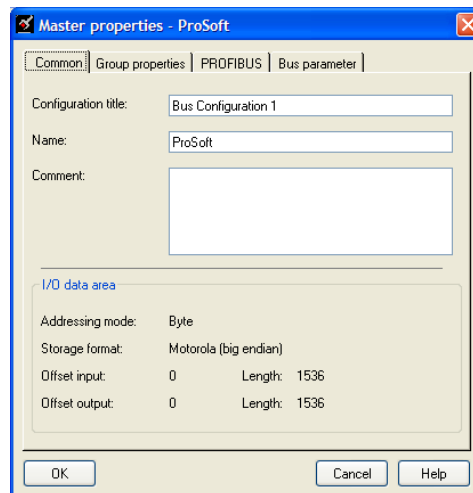 Master properties - ProSoft
Common Group properties PROFIBUS Bus parameter
Configuration title: Bus Configuration 1
Name: ProSoft
Comment:
I/O data area
Addressing mode: Byte
Storage format: Motorola (big endian)
Offset input: 0 Length: 1536
Offset output: 0 Length: 1536
OK Cancel Help